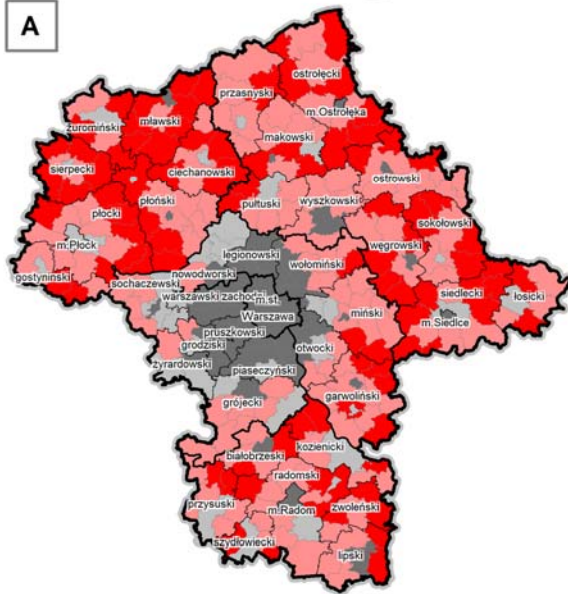 A
ostrołęcki
przasnyski
m.Ostrołęka
mławski
żuromiński
makowski
ciechanowski
sierpecki
ostrowski
płoński
pułtuski
wyszkowski
płocki
sokołowski
m.Płock
węgrowski
legionowski
wołomiński
nowodworski
gostyniński
sochaczewski
siedlecki
łosicki
warszawski zachodni
m.st.
Warszawa
miński
m.Siedlce
pruszkowski
grodziski
otwocki
żyrardowski
piaseczyński
garwoliński
grójecki
kozienicki
białobrzeski
radomski
przysuski
m.Radom
zwoleński
szydłowiecki
lipski